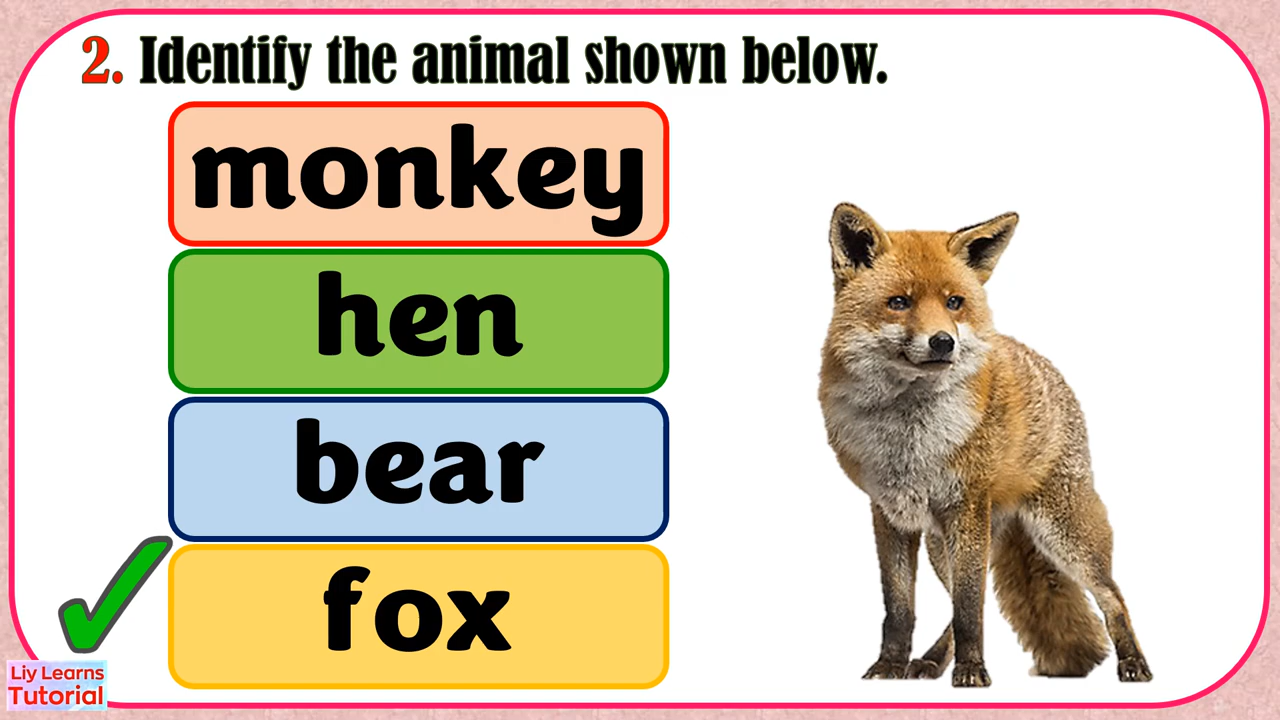 2. Identify the animal shown below.
monkey
hen
bear
fox
Liy Learns
Tutorial